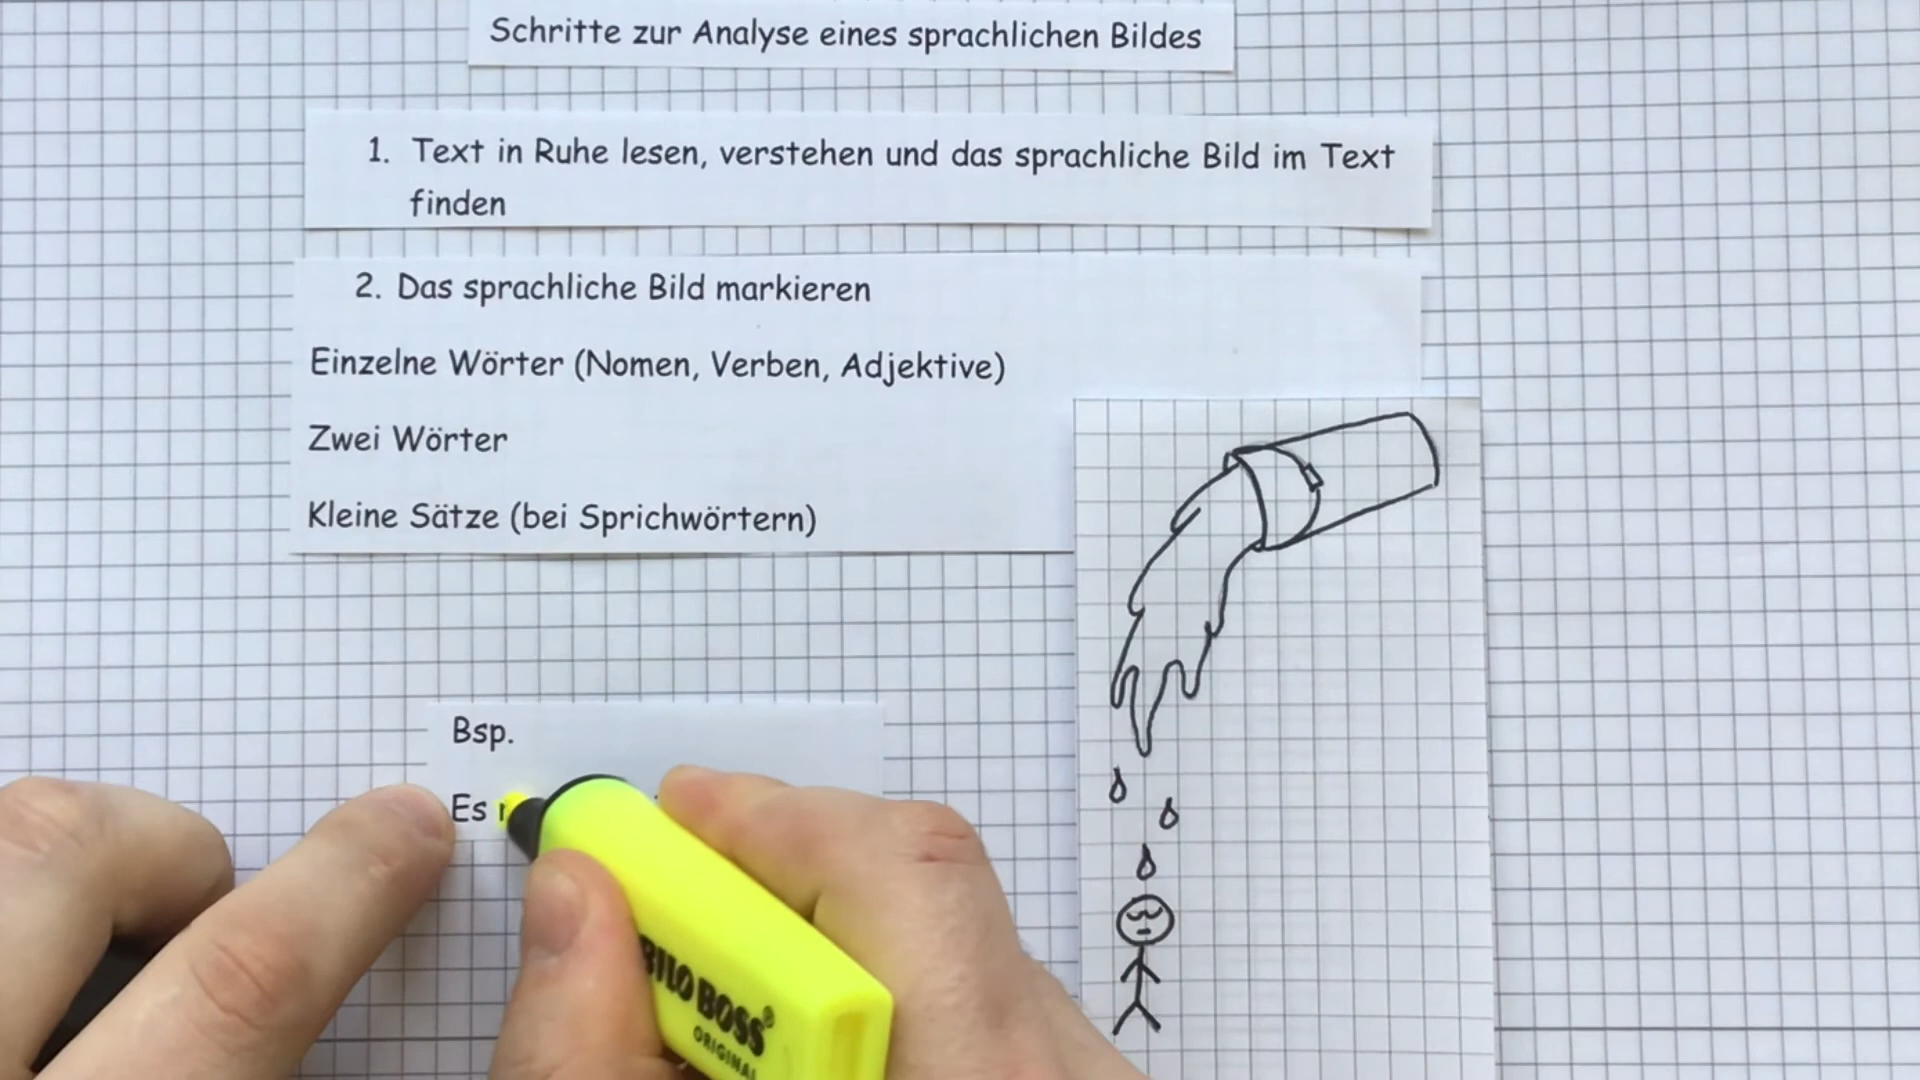 Schritte zur Analyse eines sprachlichen Bildes
1. Text in Ruhe lesen, verstehen und das sprachliche Bild im Text
finden
2. Das sprachliche Bild markieren
Einzelne Wörter (Nomen, Verben, Adjektive)
Zwei Wörter
Kleine Sätze (bei Sprichwörtern)
Bsp.
Es
BOSS®
ORIGINAL